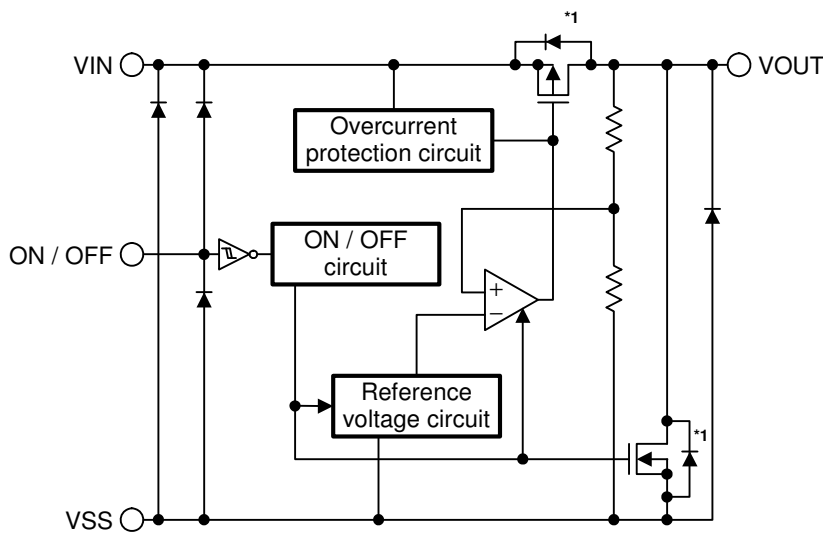 *1
VIN
VOUT
Overcurrent
protection circuit
ON / OFF
ON / OFF
circuit
+
−
Reference
voltage circuit
*1
VSS